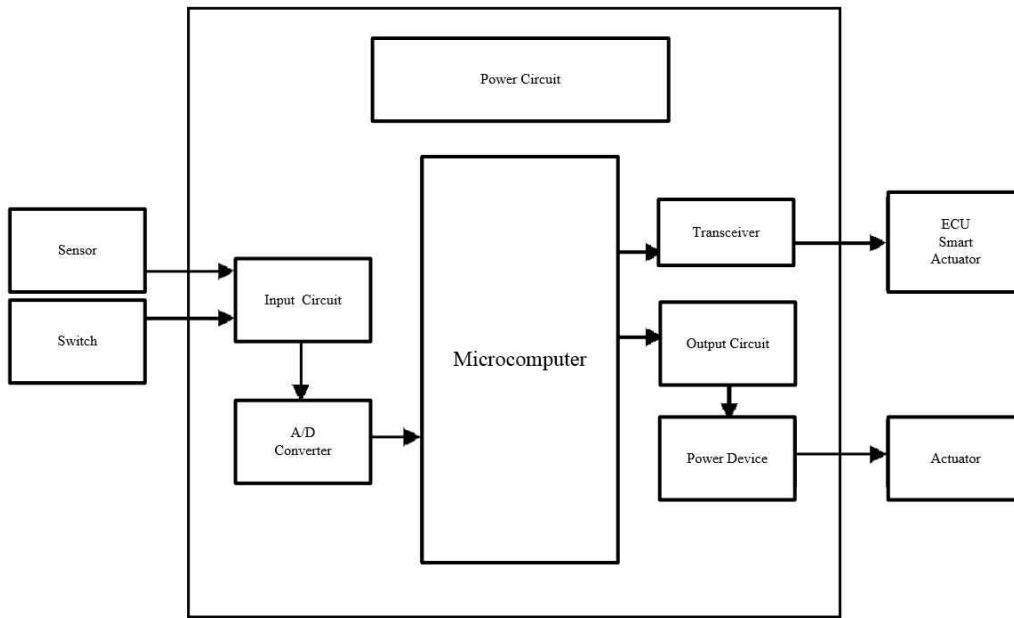 Power Circuit
Sensor
Switch
Input Circuit
A/D
Converter
Microcomputer
Transceiver
Output Circuit
Power Device
ECU
Smart
Actuator
Actuator